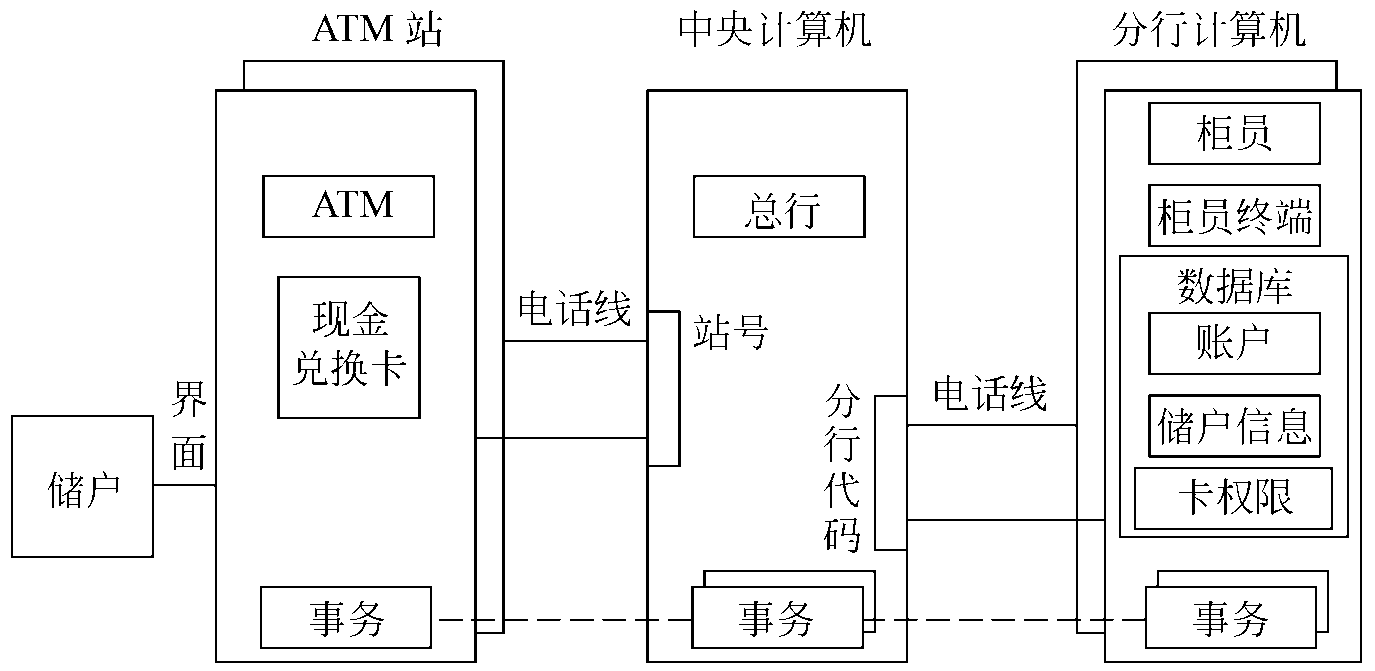 ATM 站
中央计算机
分行计算机
储户
界
面
ATM
现金
兑换卡
事务
电话线
总行
站号
分
行
代
码
事务
电话线
柜员
柜员终端
数据库
账户
储户信息
卡权限
事务